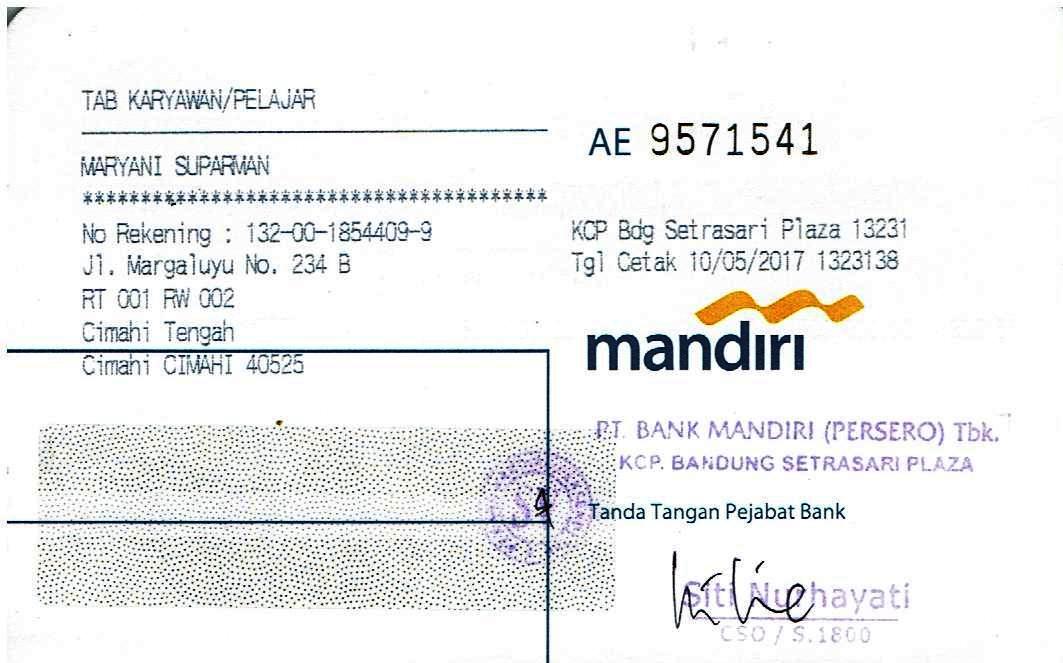 TAB KARYAWAN/PELAJAR
MARYANI SUPARMAN
****************************************
No Rekening : 132-00-1854409-9
Jl. Margaluyu No. 234 B
RT 001 RW 002
Cimahi Tengah
Cimahi CIMAHI 40525
AE 9571541
KCP Bdg Setrasari Plaza 13231
Tgl Cetak 10/05/2017 1323138
mandiri
PT. BANK MANDIRI (PERSERO) Tbk.
KCP. BANDUNG SETRASARI PLAZA
Tanda Tangan Pejabat Bank
Siti Nurhayati
CSO / S.1800